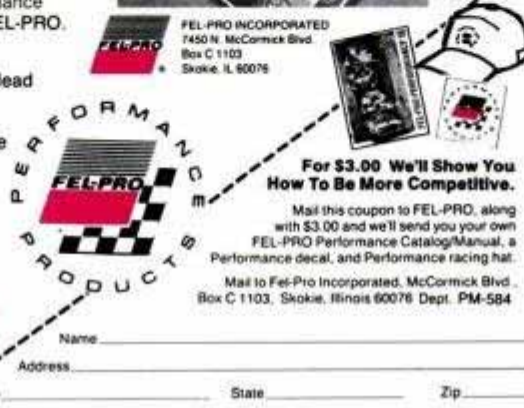 FEL-PRO.
FEL-PRO
FEL-PRO INCORPORATED
7450 N. McCormick Blvd.
Box C 1103
Skokie, IL 60076
PERFORMANCE
FEL-PRO
PRODUCTS
For $3.00 We'll Show You
How To Be More Competitive.
Mail this coupon to FEL-PRO, along
with $3.00 and we'll send you your own
FEL-PRO Performance Catalog/Manual, a
Performance decal, and Performance racing hat.
Mail to Fel-Pro Incorporated, McCormick Blvd.,
Box C 1103, Skokie, Illinois 60076 Dept. PM-584
Name
Address
State Zip